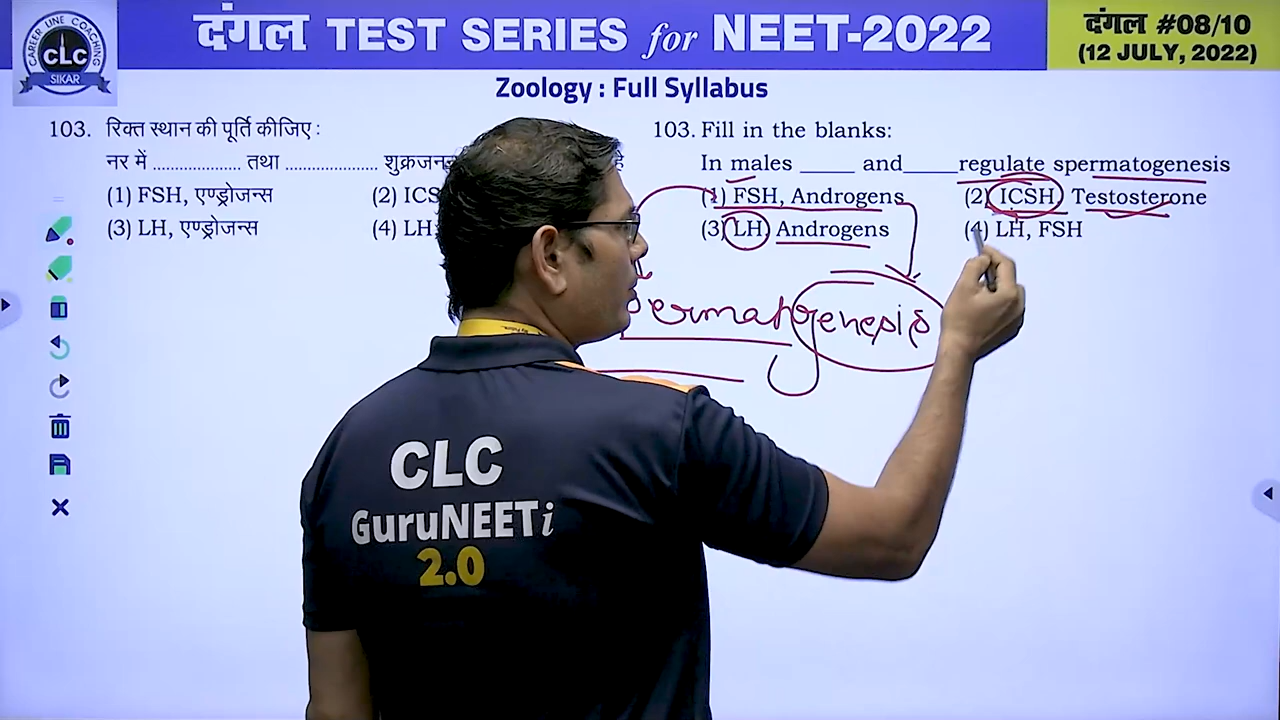 CAREER LINE COACHING
CLC
SIKAR
दंगल TEST SERIES for NEET-2022
दंगल #08/10
(12 JULY, 2022)
Zoology : Full Syllabus
103. रिक्त स्थान की पूर्ति कीजिए :
नर में ................... तथा .................... शुक्रजनन
(1) FSH, एण्ड्रोजन्स (2) ICS
(3) LH, एण्ड्रोजन्स (4) LH
103. Fill in the blanks:
In males _____ and_____regulate spermatogenesis
(1) FSH, Androgens (2) ICSH, Testosterone
(3) LH, Androgens (4) LH, FSH
permatogenesis
CLC
GuruNEETi
2.0